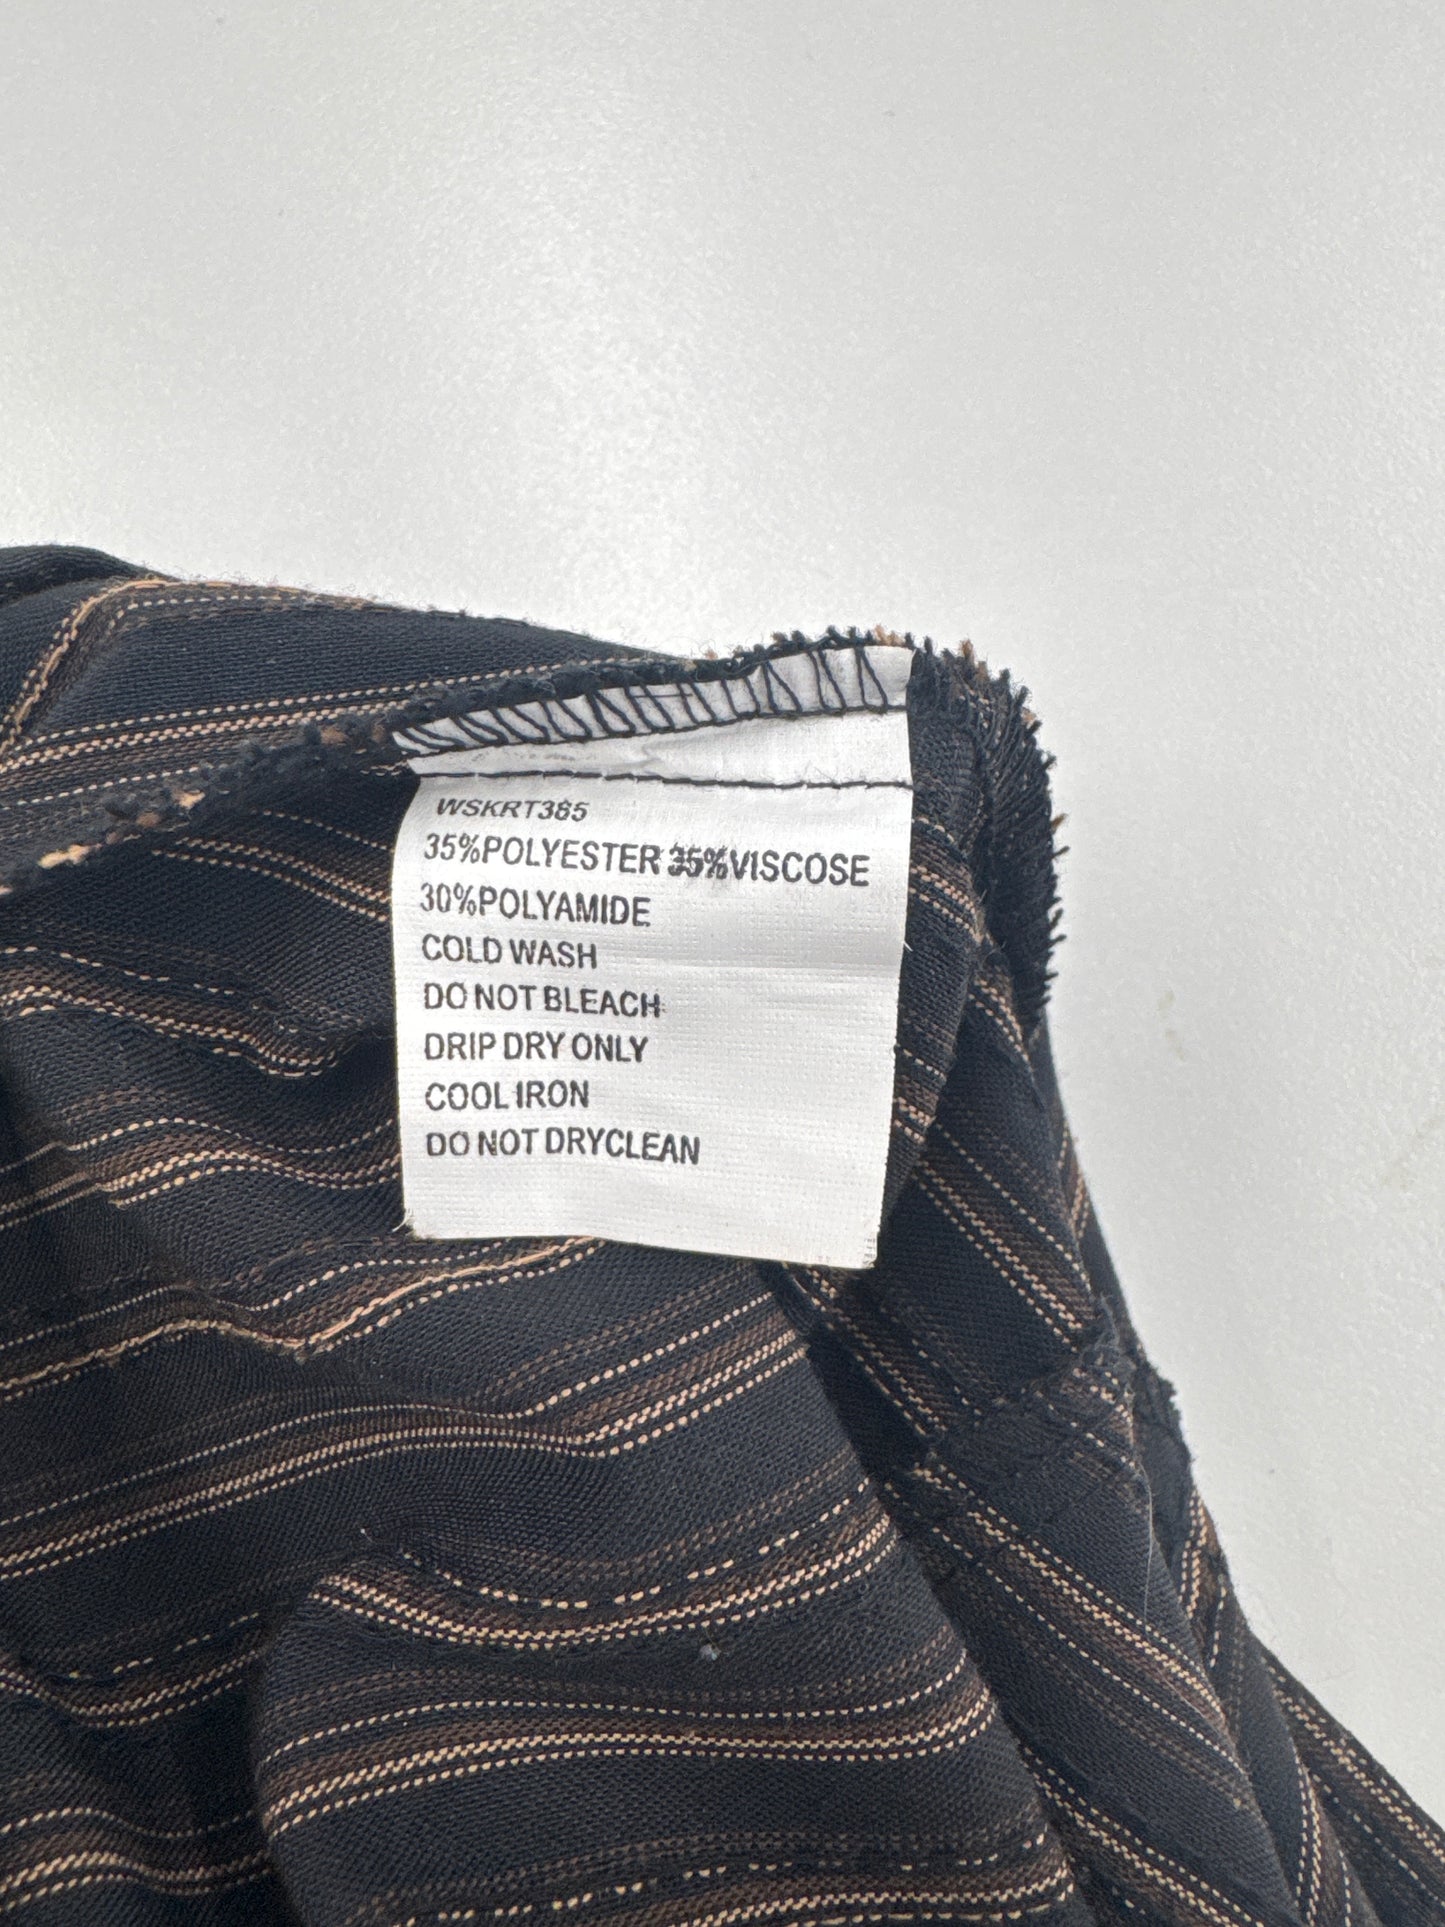 WSKRT385
35%POLYESTER 35%VISCOSE
30%POLYAMIDE
COLD WASH
DO NOT BLEACH
DRIP DRY ONLY
COOL IRON
DO NOT DRYCLEAN